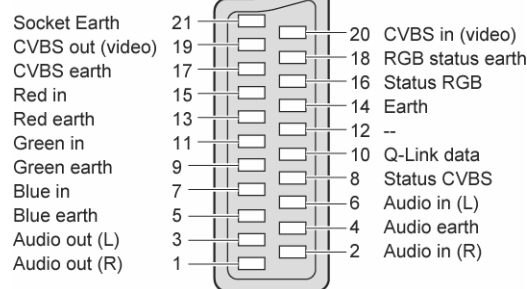 Socket Earth 21
CVBS out (video) 19
CVBS earth 17
Red in 15
Red earth 13
Green in 11
Green earth 9
Blue in 7
Blue earth 5
Audio out (L) 3
Audio out (R) 1
20 CVBS in (video)
18 RGB status earth
16 Status RGB
14 Earth
12 --
10 Q-Link data
8 Status CVBS
6 Audio in (L)
4 Audio earth
2 Audio in (R)